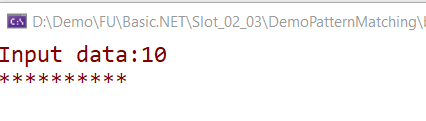 D:\Demo\FU\Basic.NET\Slot_02_03\DemoPatternMatching\
Input data:10
**********